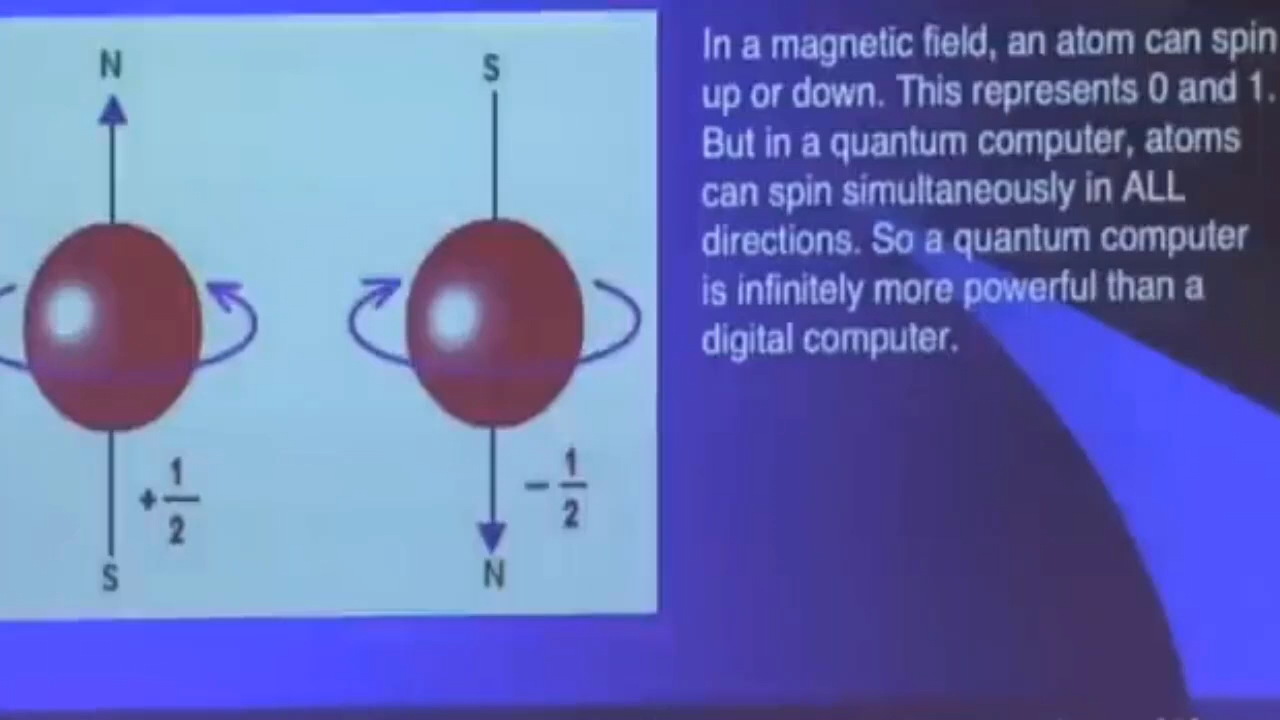 N
S
+ 1/2
S
S
N
- 1/2
In a magnetic field, an atom can spin
up or down. This represents 0 and 1.
But in a quantum computer, atoms
can spin simultaneously in ALL
directions. So a quantum computer
is infinitely more powerful than a
digital computer.